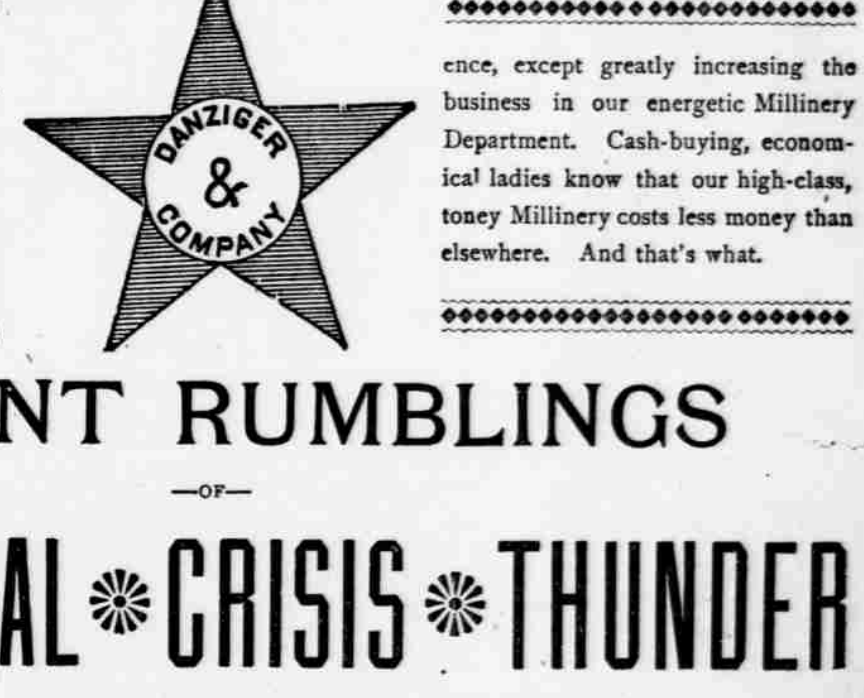 DANZIGER
&
COMPANY
ence, except greatly increasing the
business in our energetic Millinery
Department. Cash-buying, econom-
ical ladies know that our high-class,
toney Millinery costs less money than
elsewhere. And that's what.
NT RUMBLINGS
—OF—
AL CRISIS THUNDER